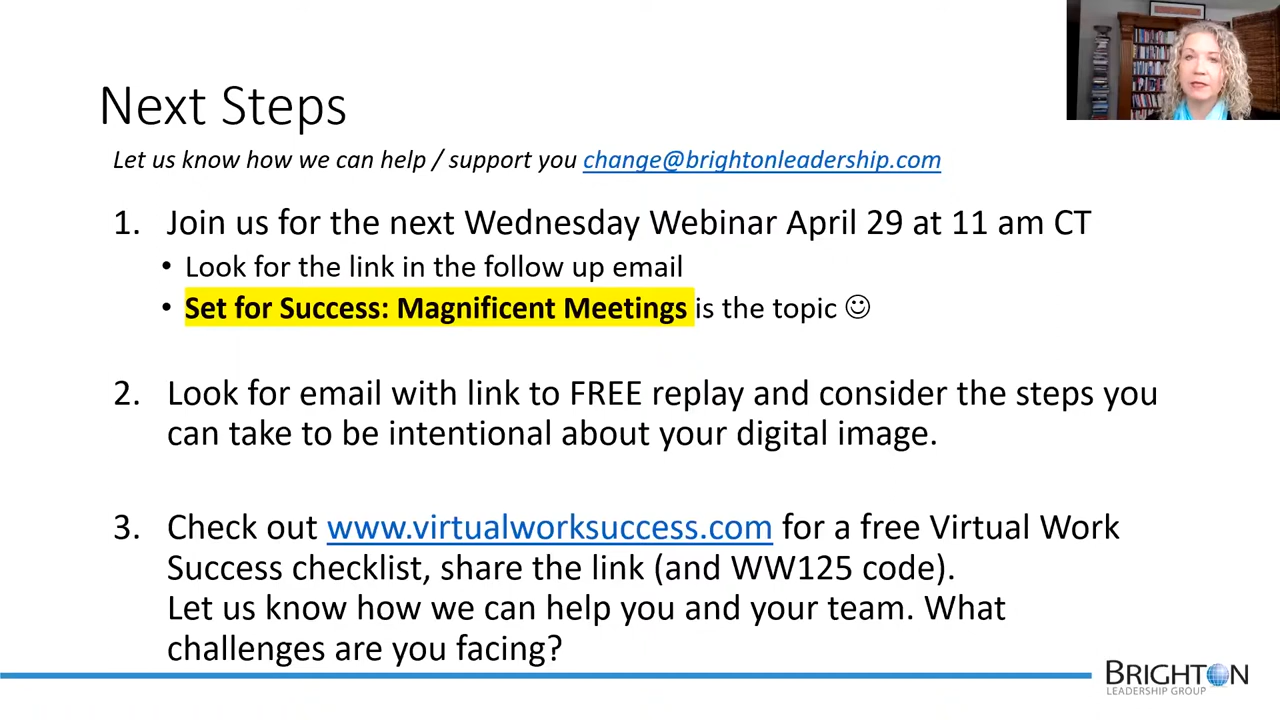 Next Steps
Let us know how we can help / support you change@brightonleadership.com
1. Join us for the next Wednesday Webinar April 29 at 11 am CT
• Look for the link in the follow up email
• Set for Success: Magnificent Meetings is the topic ☺
2. Look for email with link to FREE replay and consider the steps you
can take to be intentional about your digital image.
3. Check out www.virtualworksuccess.com for a free Virtual Work
Success checklist, share the link (and WW125 code).
Let us know how we can help you and your team. What
challenges are you facing?
BRIGHTON
LEADERSHIP GROUP